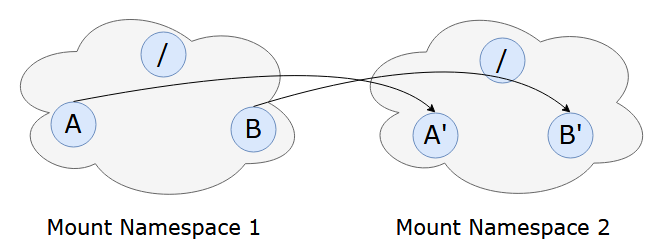 /
/
A
B
A'
B'
Mount Namespace 1
Mount Namespace 2